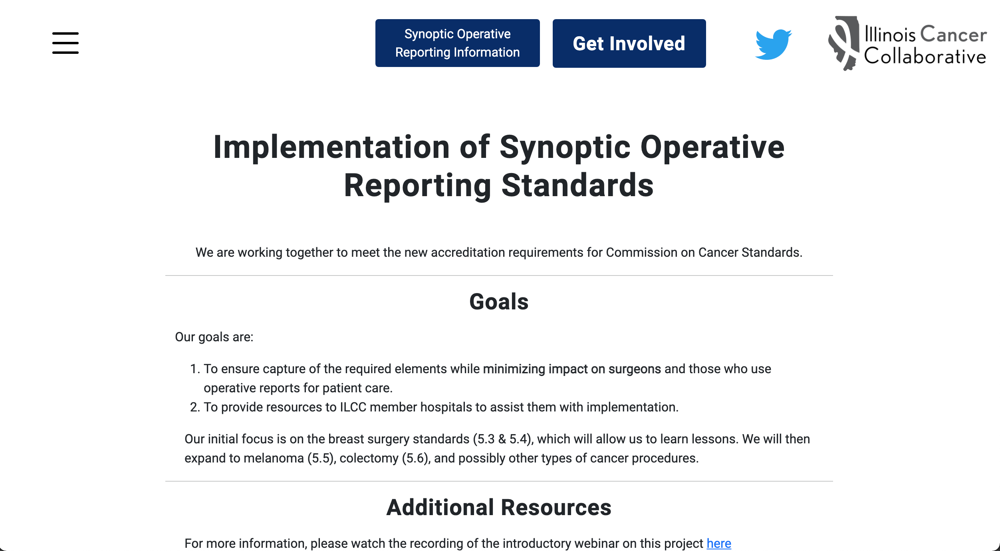 Synoptic Operative
Reporting Information
Get Involved
Illinois Cancer
Collaborative
Implementation of Synoptic Operative
Reporting Standards
We are working together to meet the new accreditation requirements for Commission on Cancer Standards.
Goals
Our goals are:
1. To ensure capture of the required elements while minimizing impact on surgeons and those who use
operative reports for patient care.
2. To provide resources to ILCC member hospitals to assist them with implementation.
Our initial focus is on the breast surgery standards (5.3 & 5.4), which will allow us to learn lessons. We will then
expand to melanoma (5.5), colectomy (5.6), and possibly other types of cancer procedures.
Additional Resources
For more information, please watch the recording of the introductory webinar on this project here